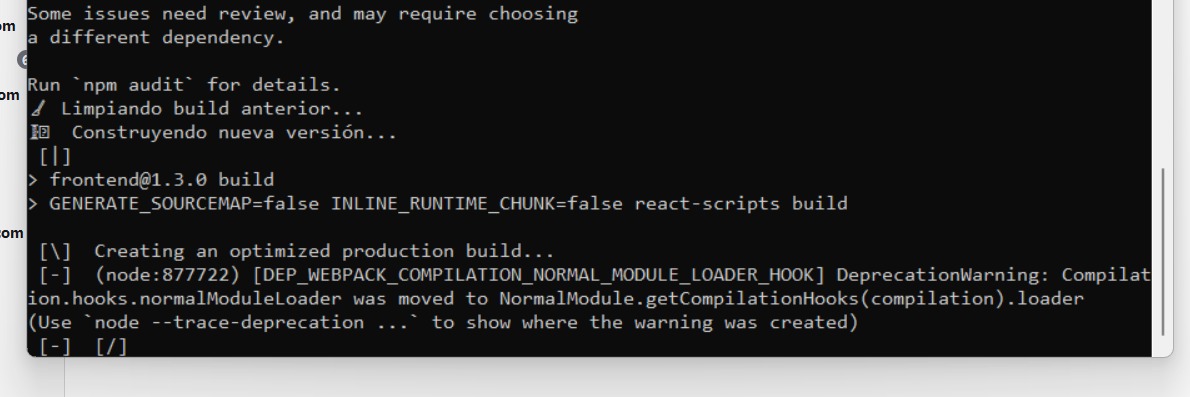 Some issues need review, and may require choosing
a different dependency.
Run `npm audit` for details.
Limpiando build anterior...
Construyendo nueva versión...
[|]
> frontend@1.3.0 build
> GENERATE_SOURCEMAP=false INLINE_RUNTIME_CHUNK=false react-scripts build
[\] Creating an optimized production build...
[-] (node:877722) [DEP_WEBPACK_COMPILATION_NORMAL_MODULE_LOADER_HOOK] DeprecationWarning: Compilat
ion.hooks.normalModuleLoader was moved to NormalModule.getCompilationHooks(compilation).loader
(Use `node --trace-deprecation ...` to show where the warning was created)
[-] [/]
om
om
com